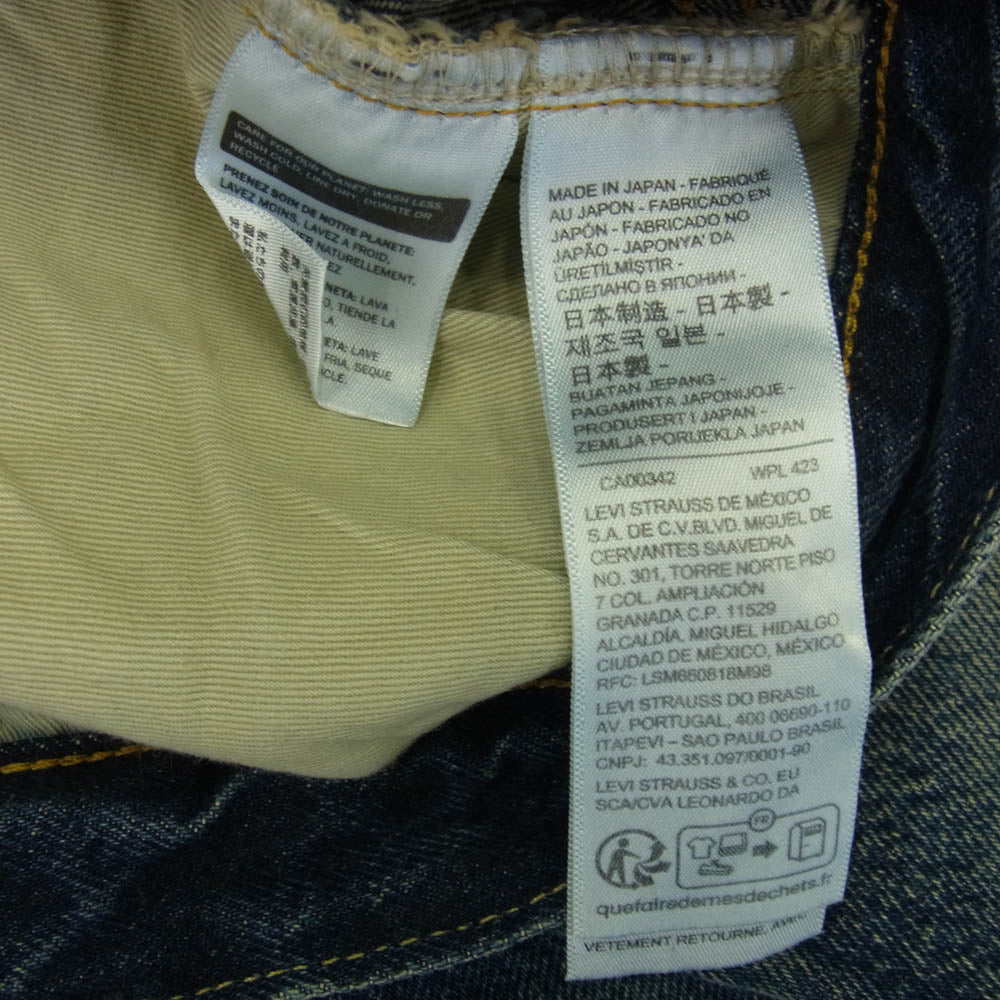 CARE FOR OUR PLANET: WASH LESS,
WASH COLD, LINE DRY, DONATE OR
RECYCLE
PRENEZ SOIN DE NOTRE PLANETE:
LAVEZ MOINS, LAVEZ A FROID,
NATURELLEMENT,
LAVA
TIENDE LA
LAVE
FRIA, SEQUE
MADE IN JAPAN - FABRIQUÉ
AU JAPON - FABRICADO EN
JAPÓN - FABRICADO NO
JAPÃO - JAPONYA' DA
ÜRETİLMİŞTİR -
СДЕЛАНО В ЯПОНИИ -
日本制造 - 日本製 -
제조국 일본 -
日本製 -
BUATAN JEPANG -
PAGAMINTA JAPONIJOJE -
PRODUSERT I JAPAN -
ZEMLJA PORIJEKLA JAPAN
CA00342 WPL 423
LEVI STRAUSS DE MÉXICO
S.A. DE C.V.BLVD. MIGUEL DE
CERVANTES SAAVEDRA
NO. 301, TORRE NORTE PISO
7 COL. AMPLIACIÓN
GRANADA C.P. 11529
ALCALDÍA, MIGUEL HIDALGO
CIUDAD DE MÉXICO, MÉXICO
RFC: LSM660818M98
LEVI STRAUSS DO BRASIL
AV. PORTUGAL, 400 06690-110
ITAPEVI – SAO PAULO BRASIL
CNPJ: 43.351.097/0001-90
LEVI STRAUSS & CO. EU
SCA/CVA LEONARDO DA
FR
quefairedemesdechets.fr
VETEMENT RETOURNE,